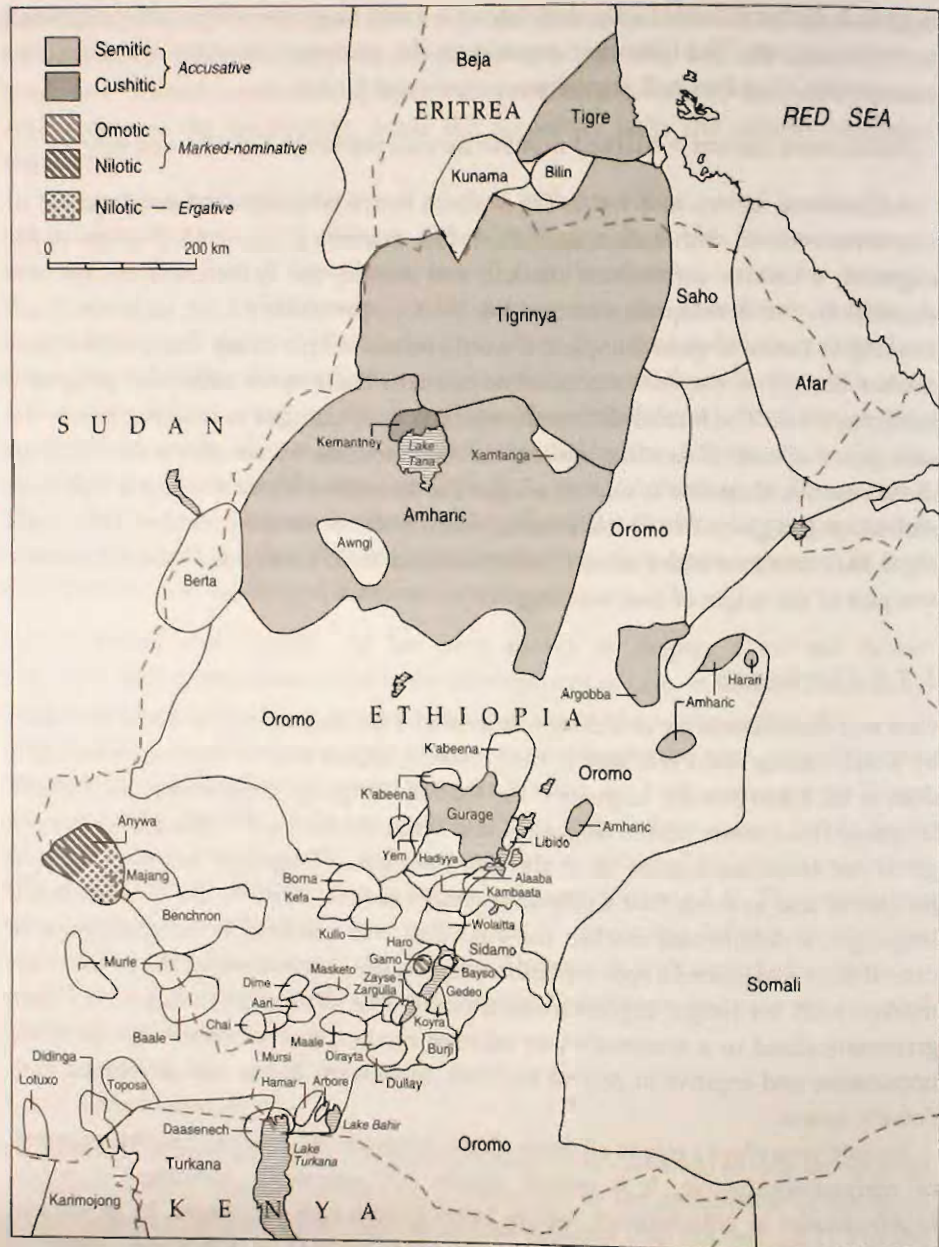 Semitic
Cushitic
Accusative
Omotic
Nilotic
Marked-nominative
Nilotic — Ergative
0 200 km
Beja
ERITREA
RED SEA
Tigre
Kunama
Bilin
Saho
Tigrinya
Afar
SUDAN
Kemantney
Lake
Tana
Xamtanga
Amharic
Oromo
Awngi
Berta
Harari
Argobba
Amharic
Oromo
ETHIOPIA
K'abeena
Oromo
K'abeena
Gurage
Amharic
Anywa
Libido
Yem
Hadiyya
Majang
Borna
Alaaba
Kefa
Kambaata
Benchnon
Kullo
Wolaitta
Haro
Sidamo
Murle
Gamo
Masketo
Zayse
Bayso
Dime
Zargulla
Gedeo
Somali
Aari
Chai
Koyra
Baale
Maale
Burji
Mursi
Dirayta
Didinga
Hamar
Arbore
Dullay
Lotuxo
Toposa
Lake Bahir
Daasenech
Oromo
Lake
Turkana
Turkana
Karimojong
KENYA